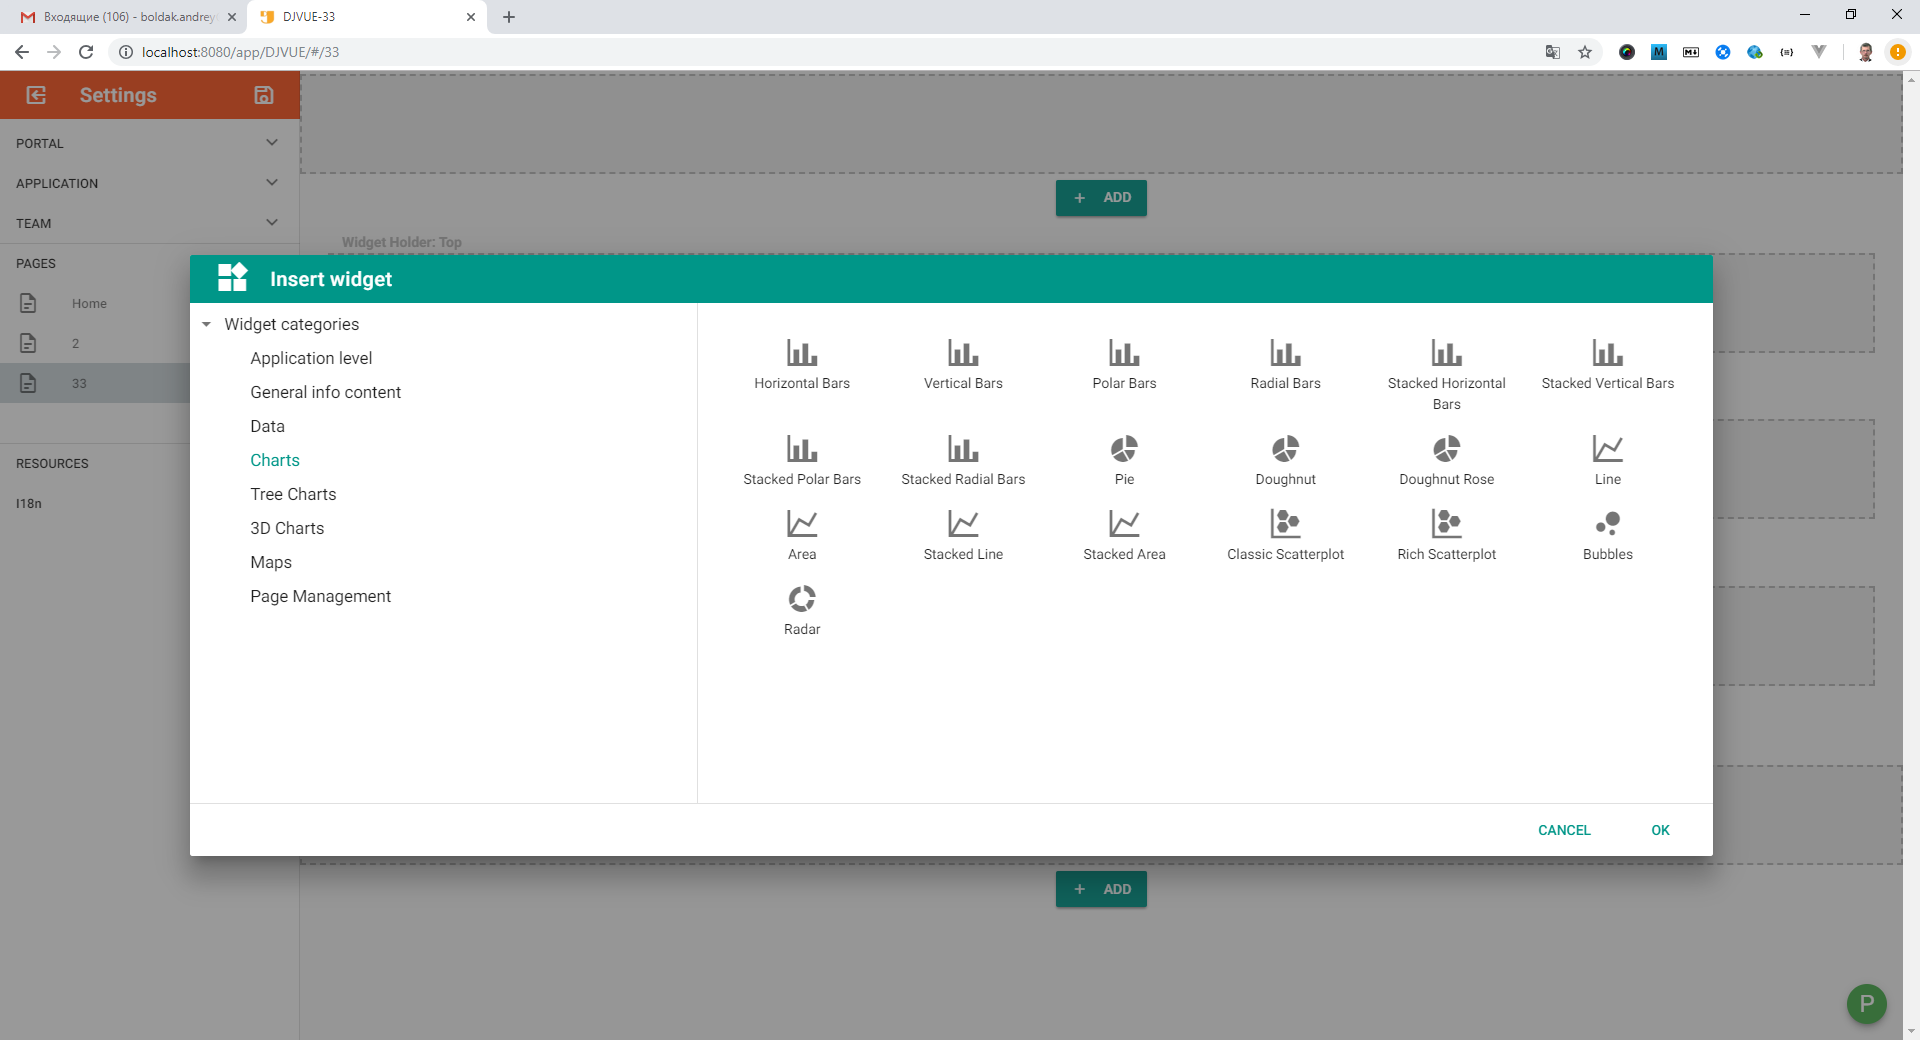 Входящие (106) - boldak.andrey
DJVUE-33
localhost:8080/app/DJVUE/#/33
Settings
PORTAL
APPLICATION
TEAM
PAGES
Home
2
33
RESOURCES
I18n
ADD
Widget Holder: Top
Insert widget
Widget categories
Application level
General info content
Data
Charts
Tree Charts
3D Charts
Maps
Page Management
Horizontal Bars
Vertical Bars
Polar Bars
Radial Bars
Stacked Horizontal
Bars
Stacked Vertical Bars
Stacked Polar Bars
Stacked Radial Bars
Pie
Doughnut
Doughnut Rose
Line
Area
Stacked Line
Stacked Area
Classic Scatterplot
Rich Scatterplot
Bubbles
Radar
CANCEL
OK
ADD
P